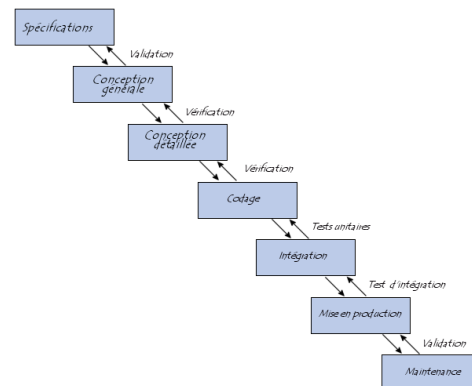 Spécifications
Validation
Conception
générale
Vérification
Conception
détaillée
Vérification
Codage
Tests unitaires
Intégration
Test d'intégration
Mise en production
Validation
Maintenance